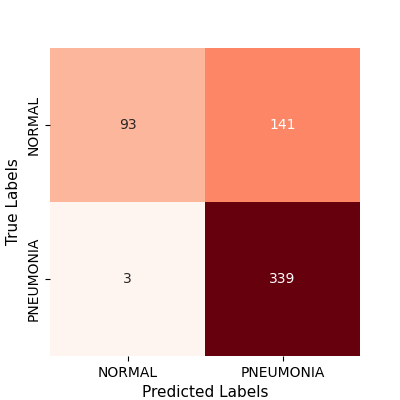 True Labels
NORMAL
93 141
PNEUMONIA
3 339
NORMAL PNEUMONIA
Predicted Labels